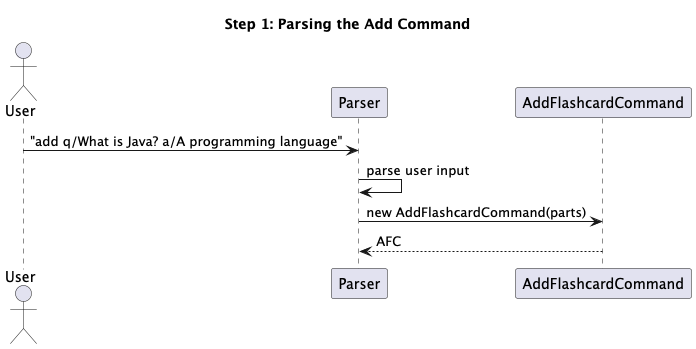 Step 1: Parsing the Add Command
User
Parser
AddFlashcardCommand
"add q/What is Java? a/A programming language"
parse user input
new AddFlashcardCommand(parts)
AFC
User
Parser
AddFlashcardCommand